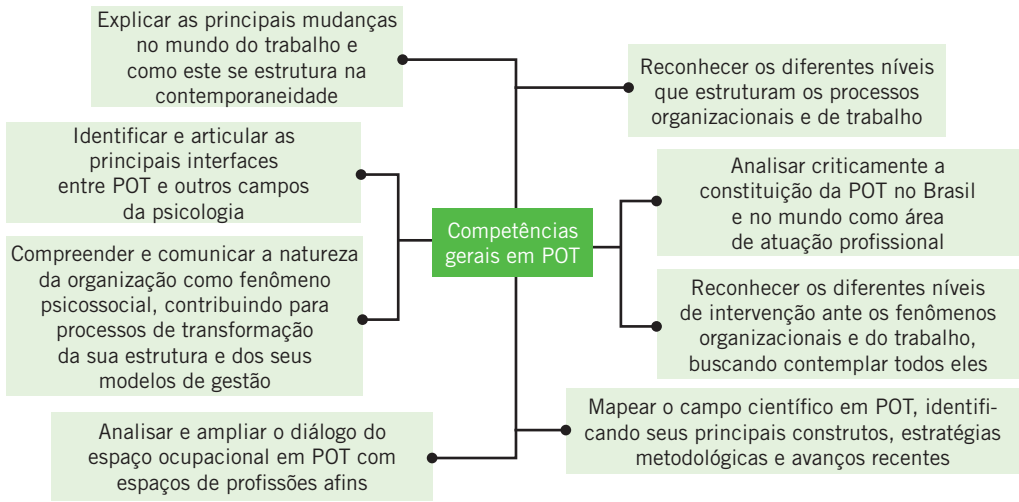 Explicar as principais mudanças
no mundo do trabalho e
como este se estrutura na
contemporaneidade
Identificar e articular as
principais interfaces
entre POT e outros campos
da psicologia
Compreender e comunicar a natureza
da organização como fenômeno
psicossocial, contribuindo para
processos de transformação
da sua estrutura e dos seus
modelos de gestão
Analisar e ampliar o diálogo do
espaço ocupacional em POT com
espaços de profissões afins
Competências
gerais em POT
Reconhecer os diferentes níveis
que estruturam os processos
organizacionais e de trabalho
Analisar criticamente a
constituição da POT no Brasil
e no mundo como área
de atuação profissional
Reconhecer os diferentes níveis
de intervenção ante os fenômenos
organizacionais e do trabalho,
buscando contemplar todos eles
Mapear o campo científico em POT, identifi-
cando seus principais construtos, estratégias
metodológicas e avanços recentes